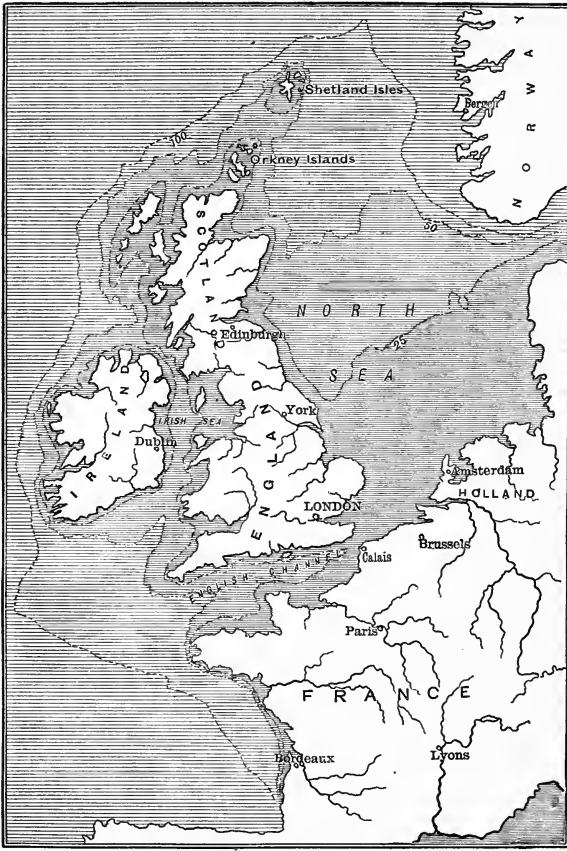 NORWAY
Bergen
Shetland Isles
100
Orkney Islands
50
SCOTLAND
NORTH
SEA
25
Edinburgh
IRELAND
IRISH SEA
York
Dublin
ENGLAND
Amsterdam
HOLLAND
LONDON
Calais
Brussels
ENGLISH CHANNEL
Paris
FRANCE
Bordeaux
Lyons